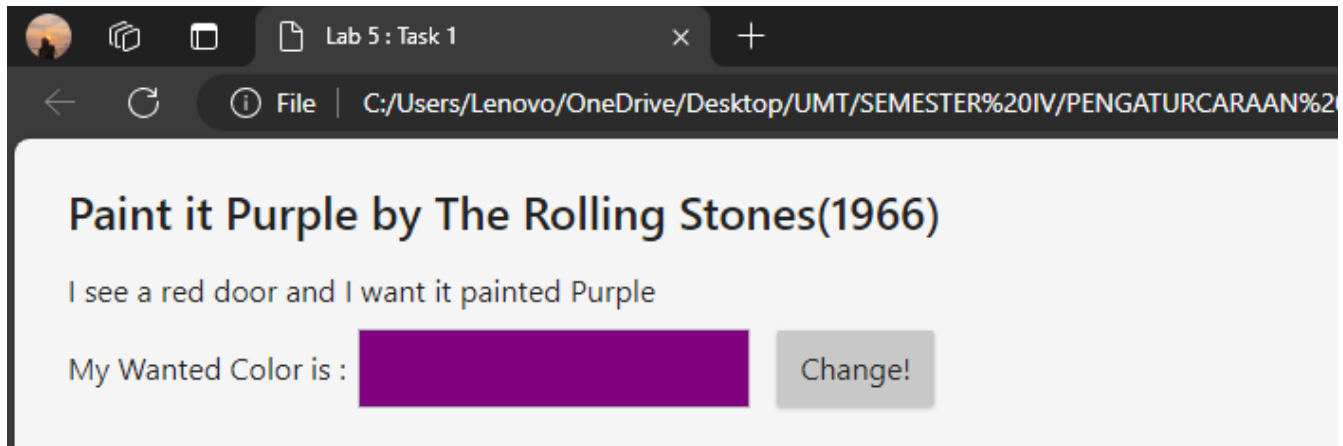 Lab 5 : Task 1
File C:/Users/Lenovo/OneDrive/Desktop/UMT/SEMESTER%20IV/PENGATURCARAAN%20
Paint it Purple by The Rolling Stones(1966)
I see a red door and I want it painted Purple
My Wanted Color is : Change!